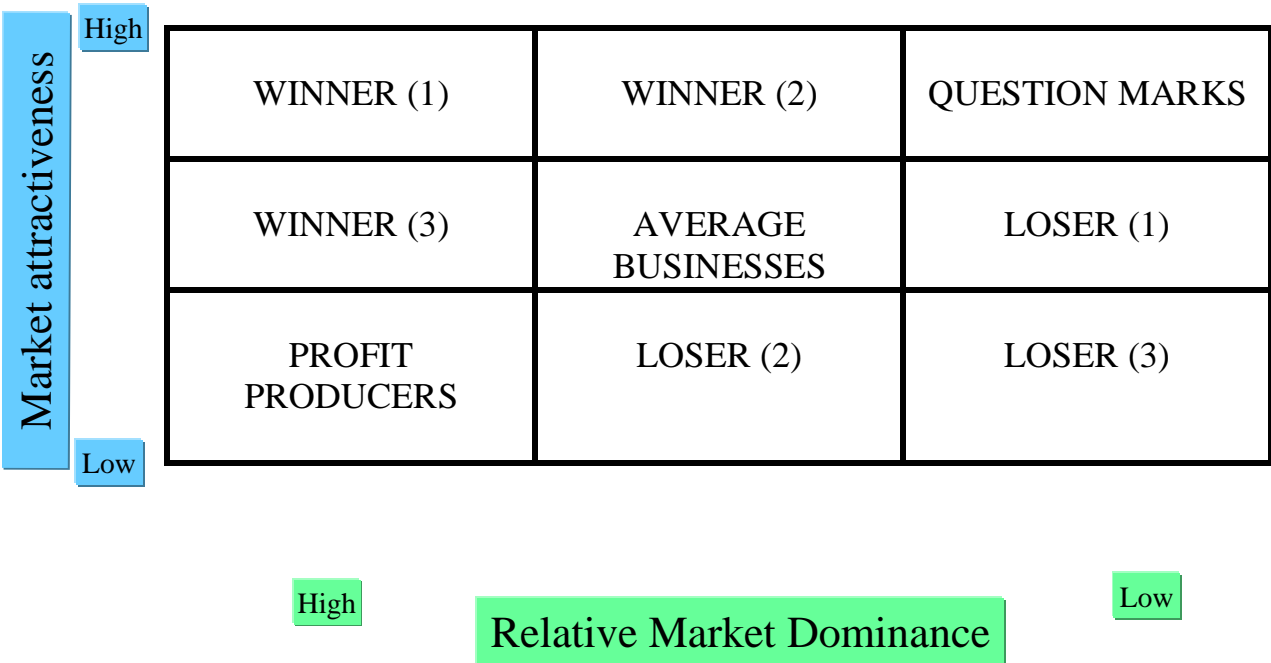 High
Market attractiveness
WINNER (1)
WINNER (2)
QUESTION MARKS
WINNER (3)
AVERAGE
BUSINESSES
LOSER (1)
PROFIT
PRODUCERS
LOSER (2)
LOSER (3)
Low
High
Low
Relative Market Dominance